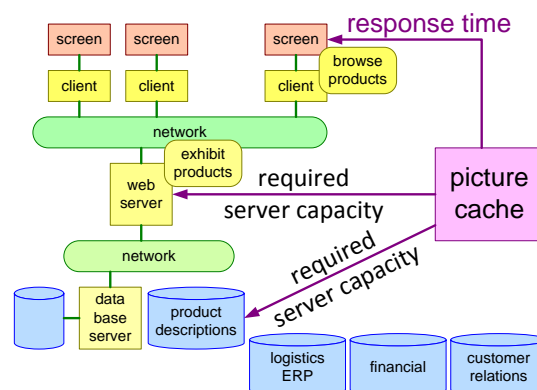 response time
screen
screen
screen
browse
products
client
client
client
network
exhibit
products
web
server
required
server capacity
picture
cache
network
required
server capacity
data
base
server
product
descriptions
logistics
ERP
financial
customer
relations